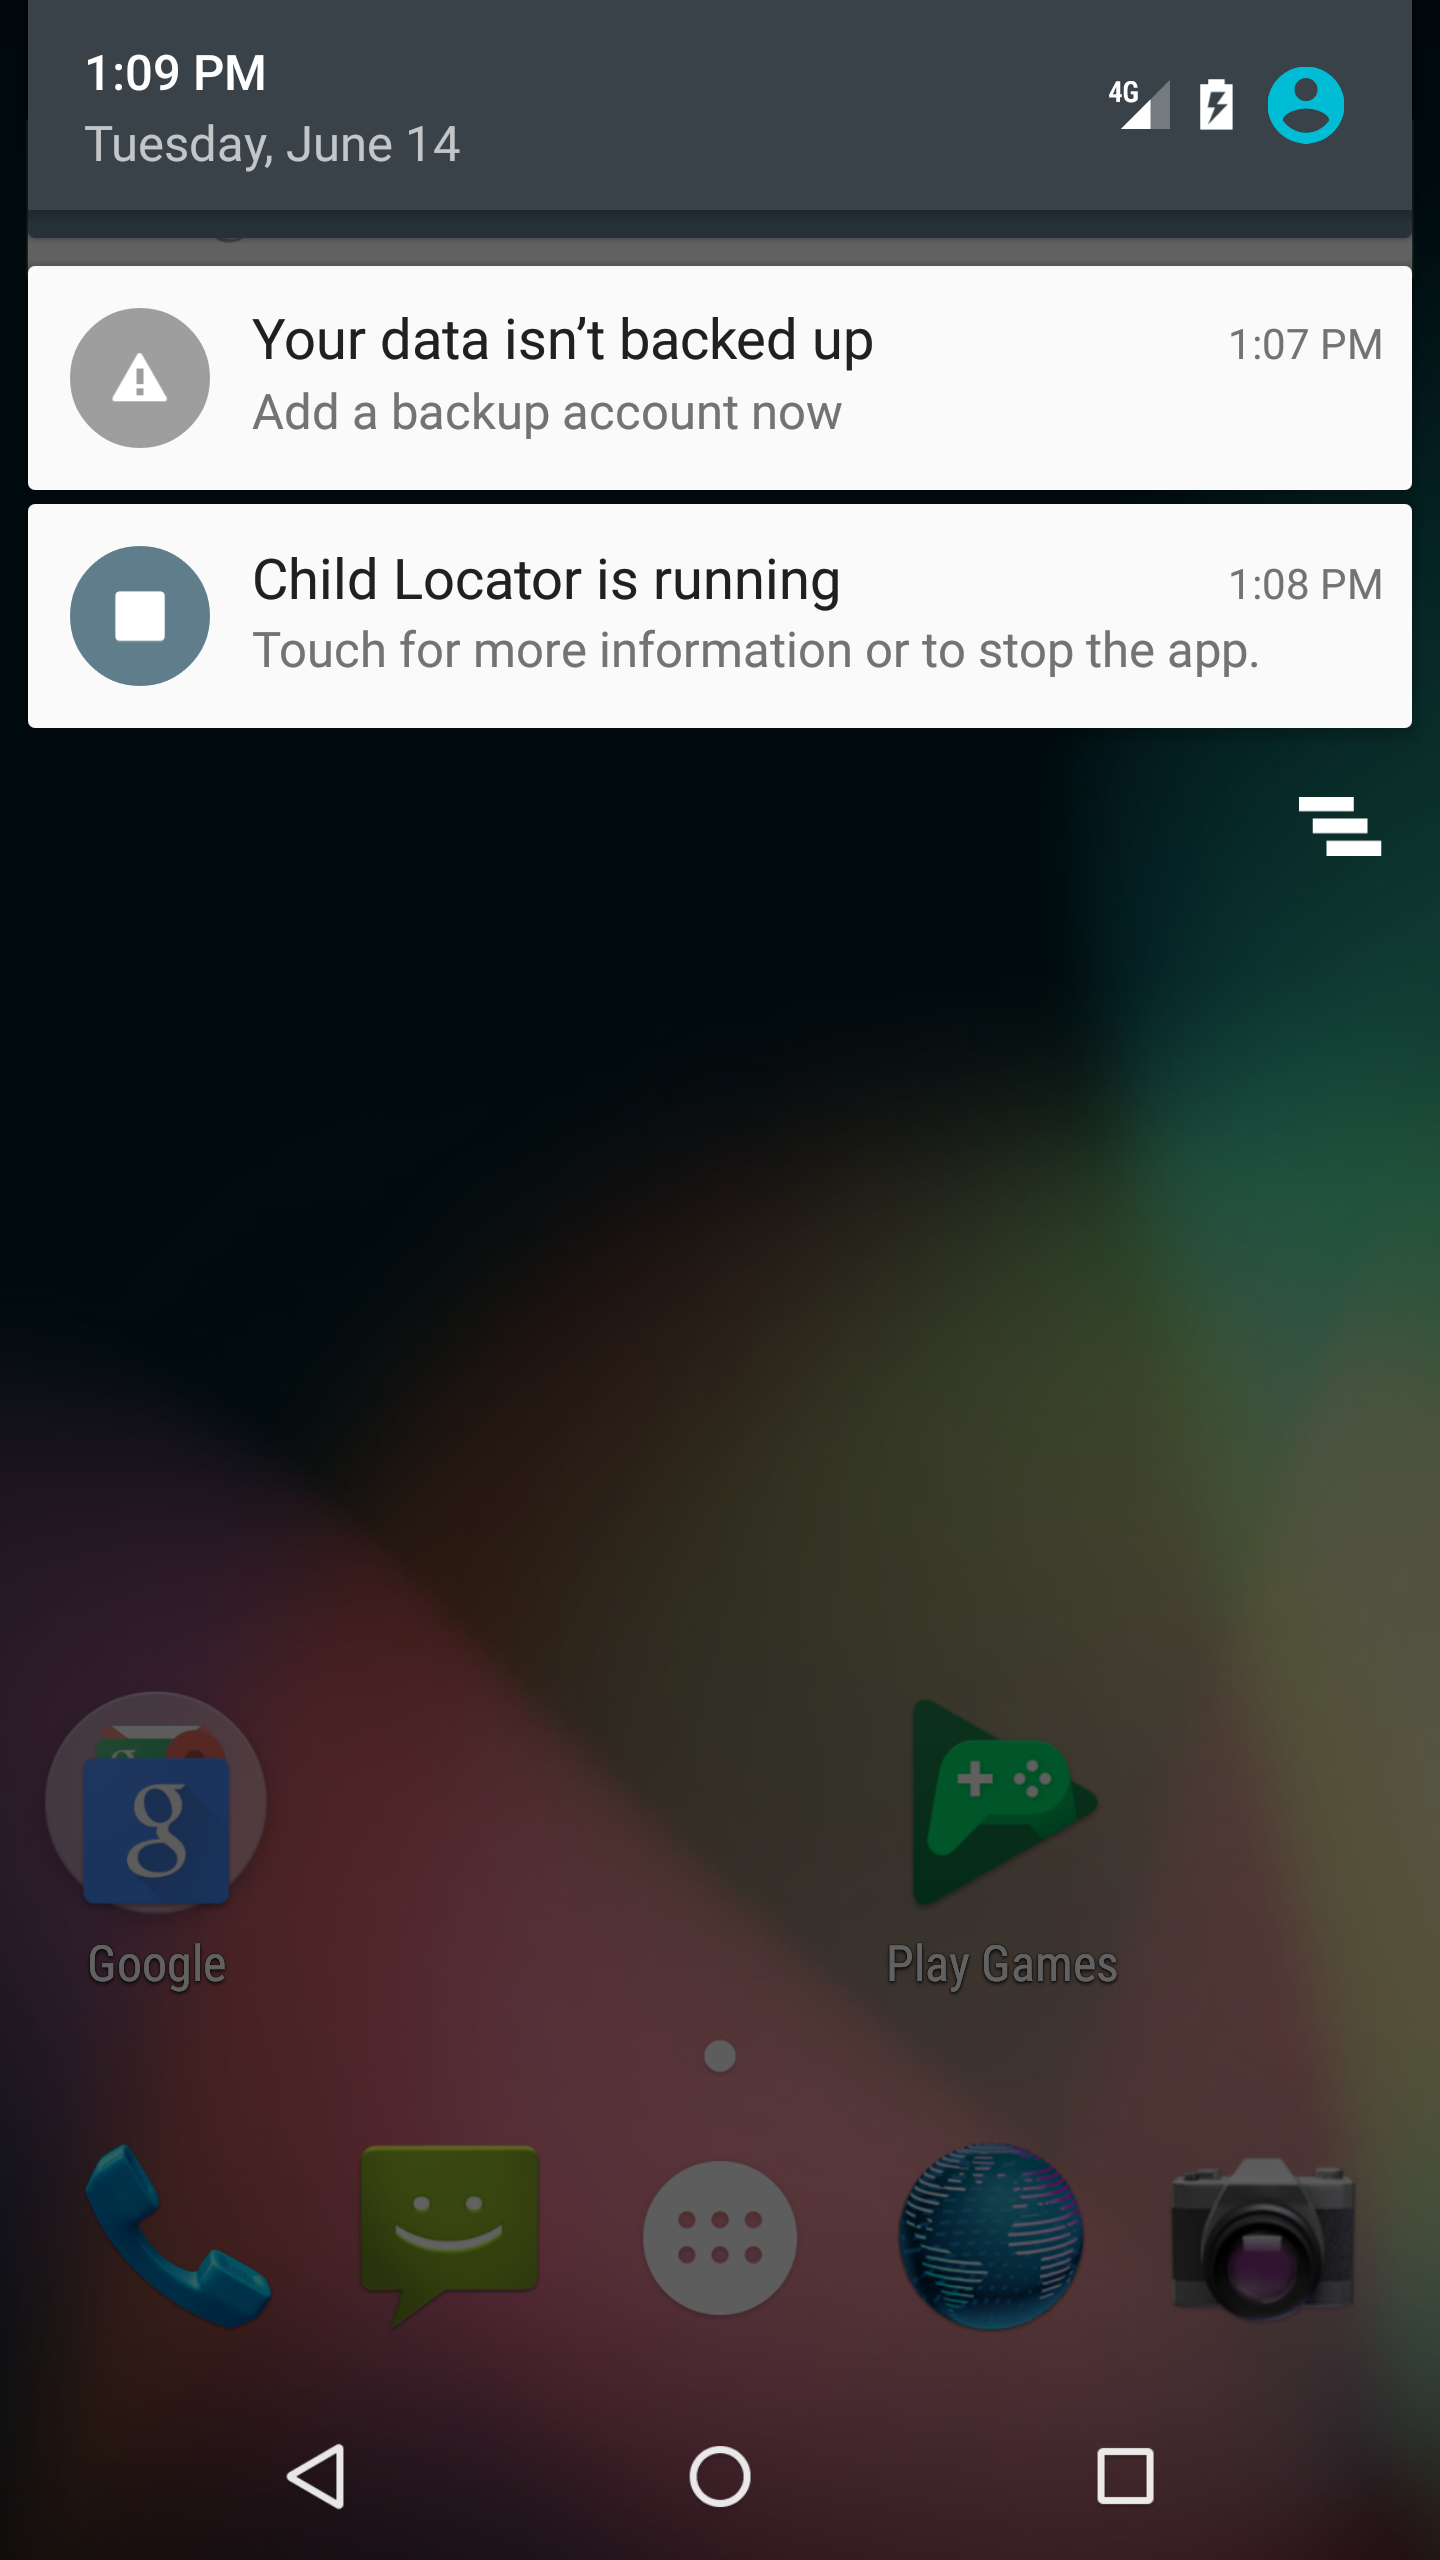 1:09 PM
4G
Tuesday, June 14
Your data isn’t backed up
1:07 PM
Add a backup account now
Child Locator is running
1:08 PM
Touch for more information or to stop the app.
g
g
Google
Play Games